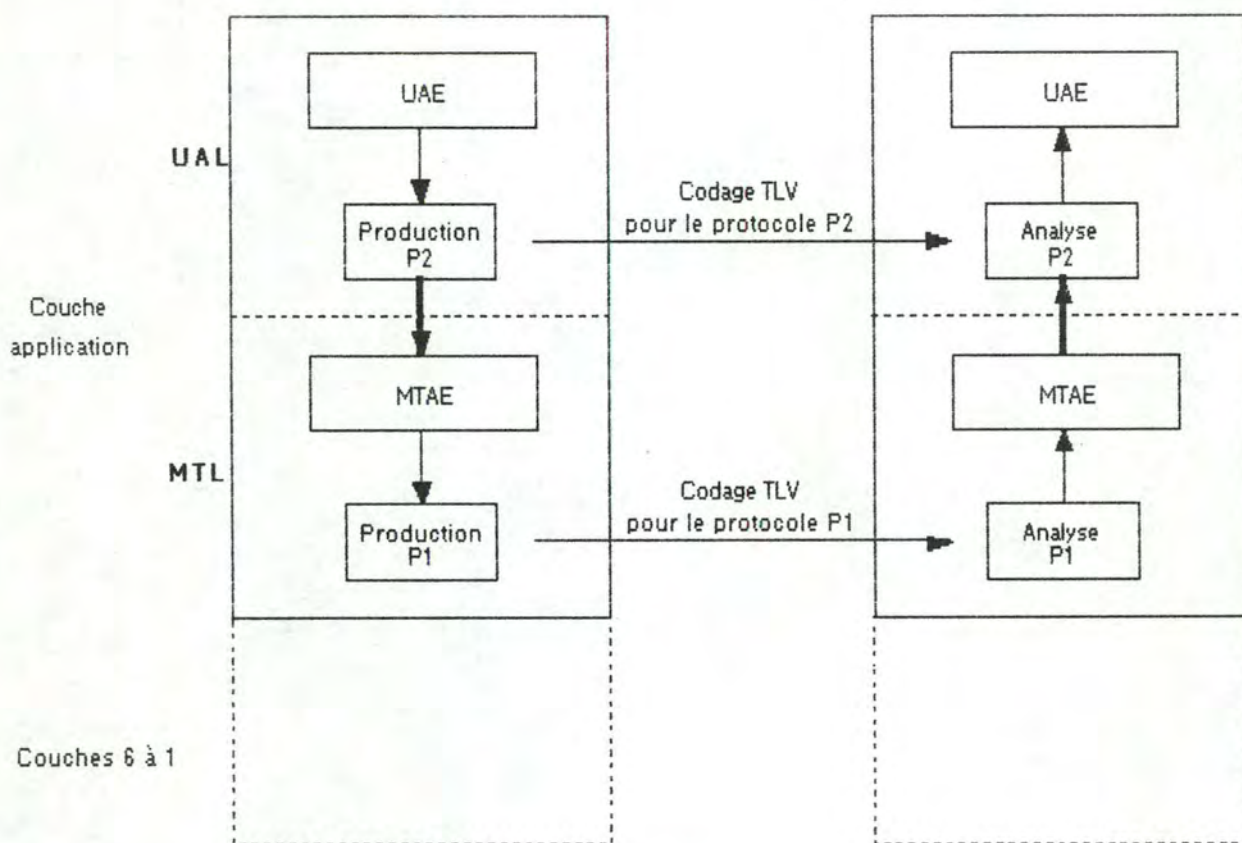 UAE
UAE
UAL
Production
P2
Codage TLV
pour le protocole P2
Analyse
P2
Couche
application
MTAE
MTAE
MTL
Production
P1
Codage TLV
pour le protocole P1
Analyse
P1
Couches 6 à 1